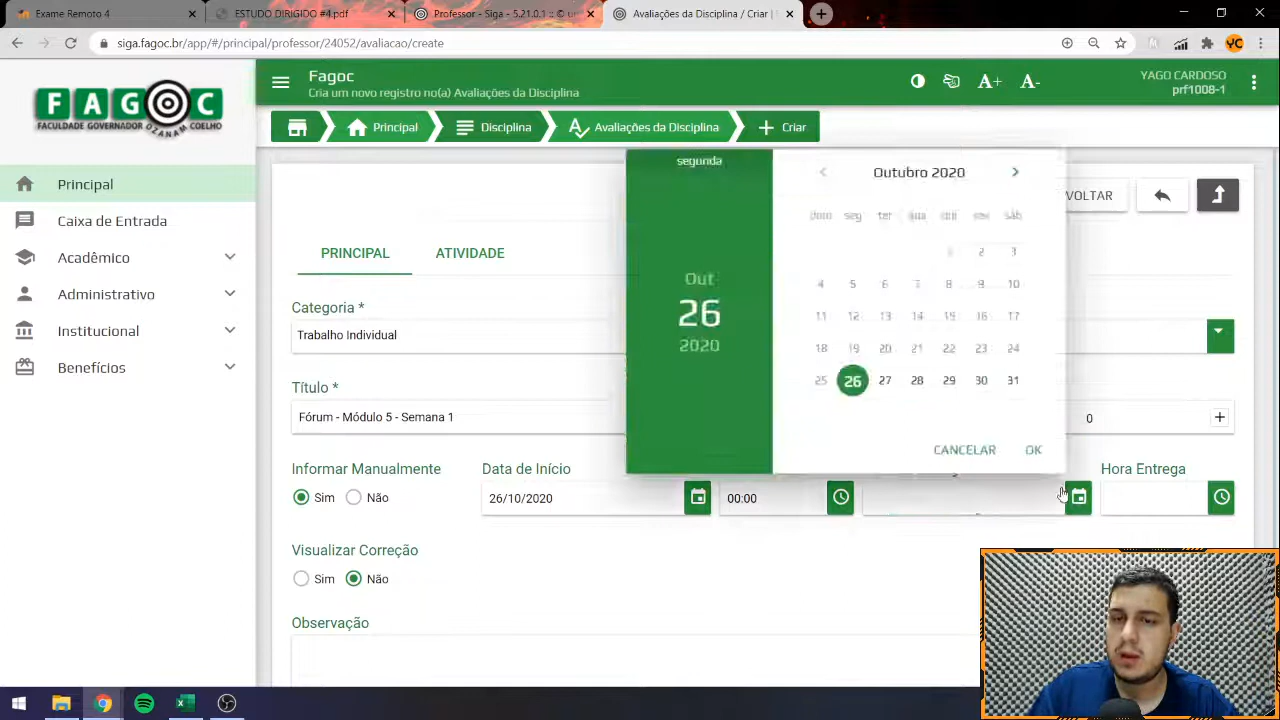 Exame Remoto 4
ESTUDO DIRIGIDO #4.pdf
Professor - Siga - 5.21.0.1 :: © un
Avaliações da Disciplina / Criar |
siga.fagoc.br/app/#/principal/professor/24052/avaliacao/create
YC
FAGOC
FACULDADE GOVERNADOR OZANAM COELHO
Fagoc
Cria um novo registro no(a) Avaliações da Disciplina
A+
A-
YAGO CARDOSO
prf1008-1
Principal
Disciplina
Avaliações da Disciplina
Criar
Principal
Caixa de Entrada
Acadêmico
Administrativo
Institucional
Benefícios
VOLTAR
PRINCIPAL
ATIVIDADE
segunda
Out
26
2020
Outubro 2020
dom seg ter qua qui sex sáb
1 2 3
4 5 6 7 8 9 10
11 12 13 14 15 16 17
18 19 20 21 22 23 24
25 26 27 28 29 30 31
CANCELAR
OK
Categoria *
Trabalho Individual
Título *
Fórum - Módulo 5 - Semana 1
0
Informar Manualmente
Sim
Não
Data de Início
26/10/2020
00:00
Hora Entrega
Visualizar Correção
Sim
Não
Observação